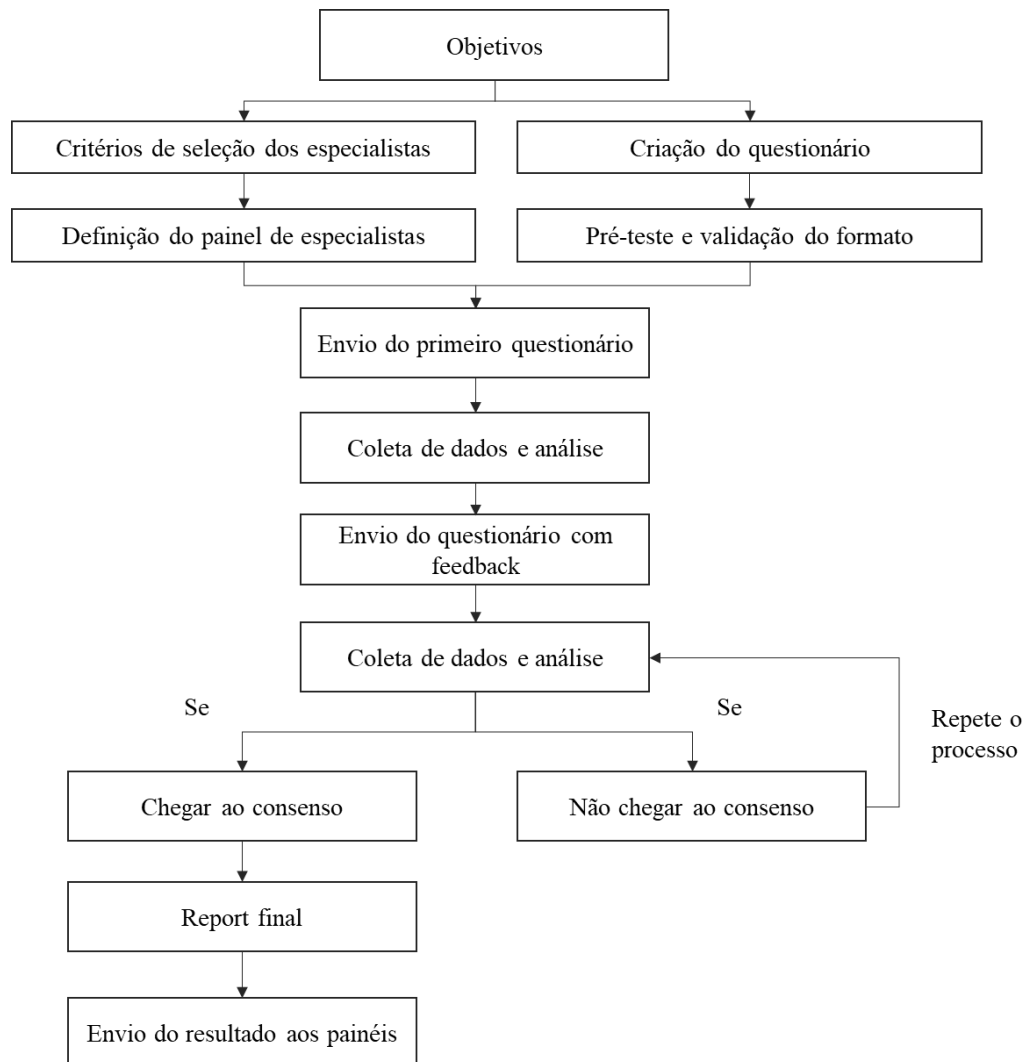 Objetivos
Critérios de seleção dos especialistas
Criação do questionário
Definição do painel de especialistas
Pré-teste e validação do formato
Envio do primeiro questionário
Coleta de dados e análise
Envio do questionário com
feedback
Coleta de dados e análise
Se
Se
Repete o
processo
Chegar ao consenso
Não chegar ao consenso
Report final
Envio do resultado aos painéis